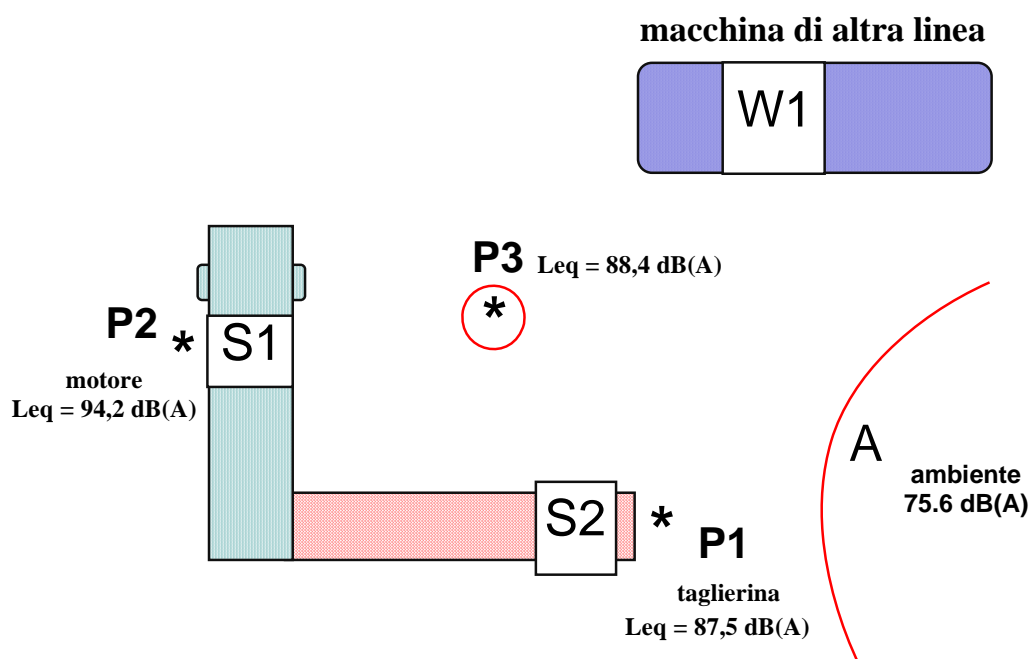 macchina di altra linea
W1
P3 Leq = 88,4 dB(A)
*
P2 * S1
motore
Leq = 94,2 dB(A)
A
ambiente
75.6 dB(A)
S2 * P1
taglierina
Leq = 87,5 dB(A)